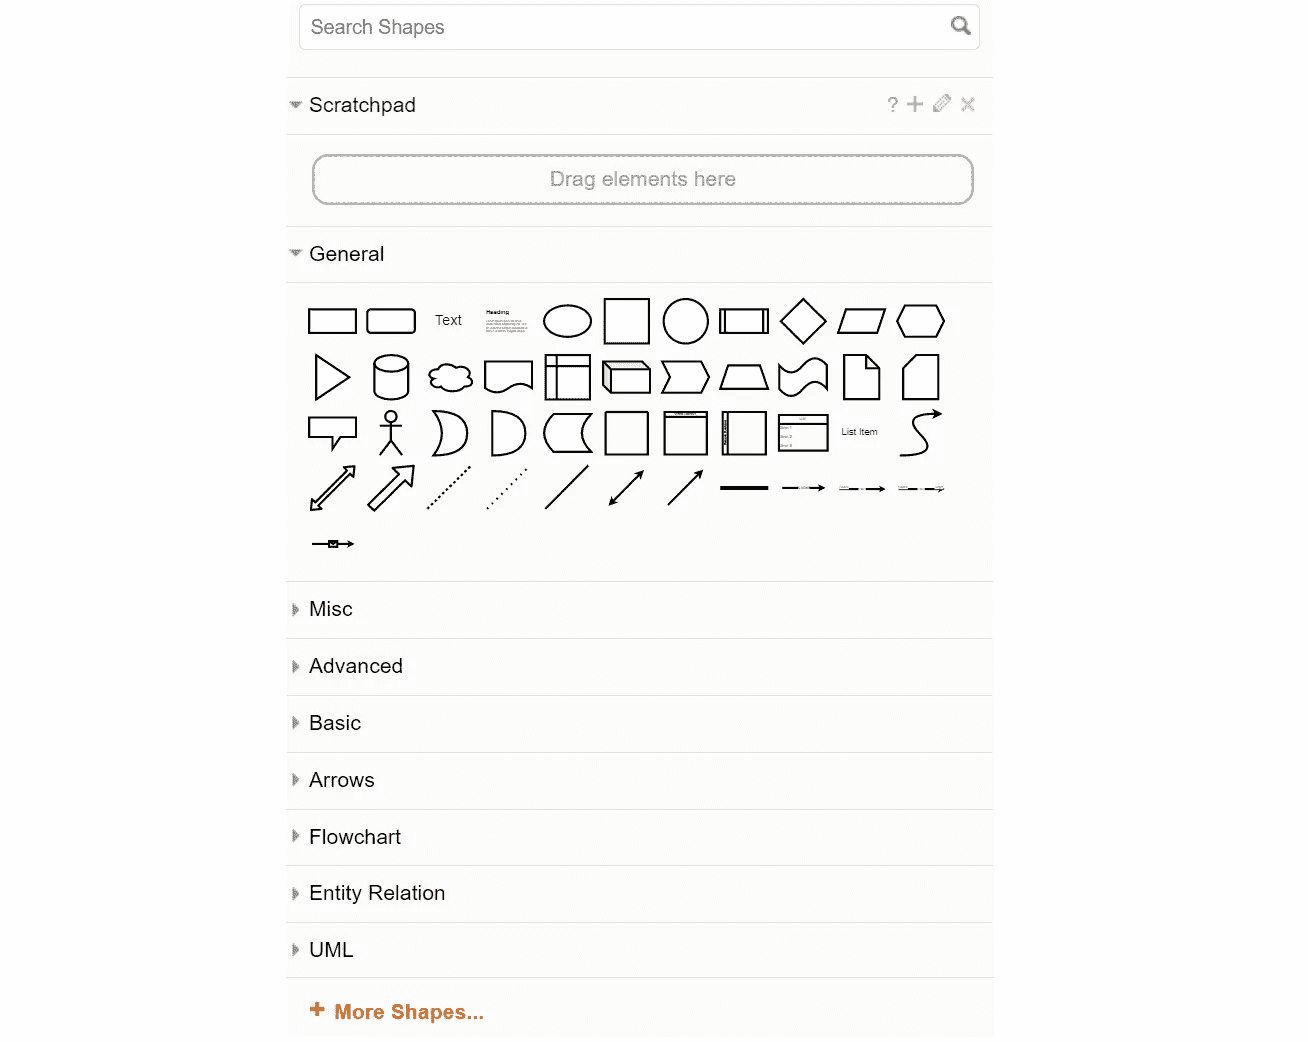 Search Shapes
Scratchpad
?
Drag elements here
General
Text
Heading
List Item
Misc
Advanced
Basic
Arrows
Flowchart
Entity Relation
UML
More Shapes...